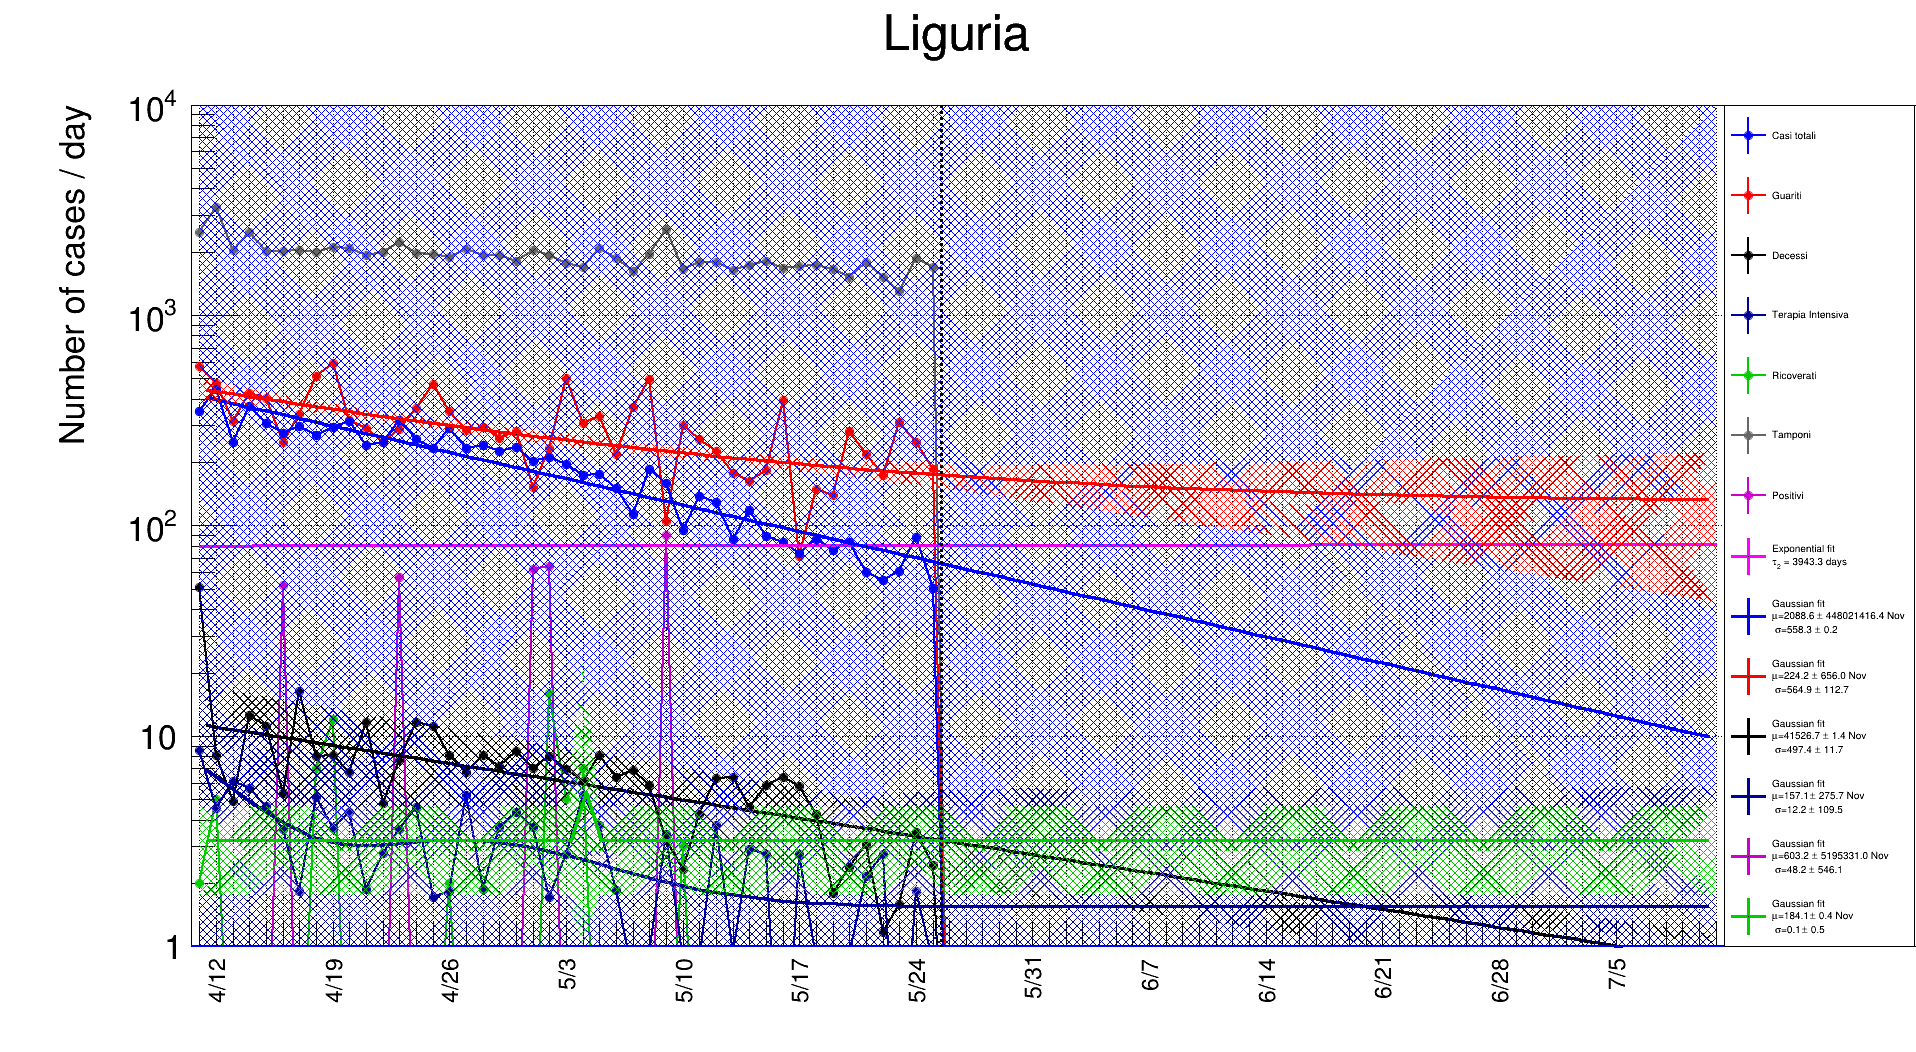 Liguria
Number of cases / day
10^4
10^3
10^2
10
1
4/12
4/19
4/26
5/3
5/10
5/17
5/24
5/31
6/7
6/14
6/21
6/28
7/5
Casi totali
Guariti
Decessi
Terapia Intensiva
Ricoverati
Tamponi
Positivi
Exponential fit
τ₂ = 3943.3 days
Gaussian fit
μ=2088.6 ± 448021416.4 Nov
σ=558.3 ± 0.2
Gaussian fit
μ=224.2 ± 656.0 Nov
σ=564.9 ± 112.7
Gaussian fit
μ=41526.7 ± 1.4 Nov
σ=497.4 ± 11.7
Gaussian fit
μ=157.1 ± 275.7 Nov
σ=12.2 ± 109.5
Gaussian fit
μ=603.2 ± 5195331.0 Nov
σ=48.2 ± 546.1
Gaussian fit
μ=184.1 ± 0.4 Nov
σ=0.1 ± 0.5